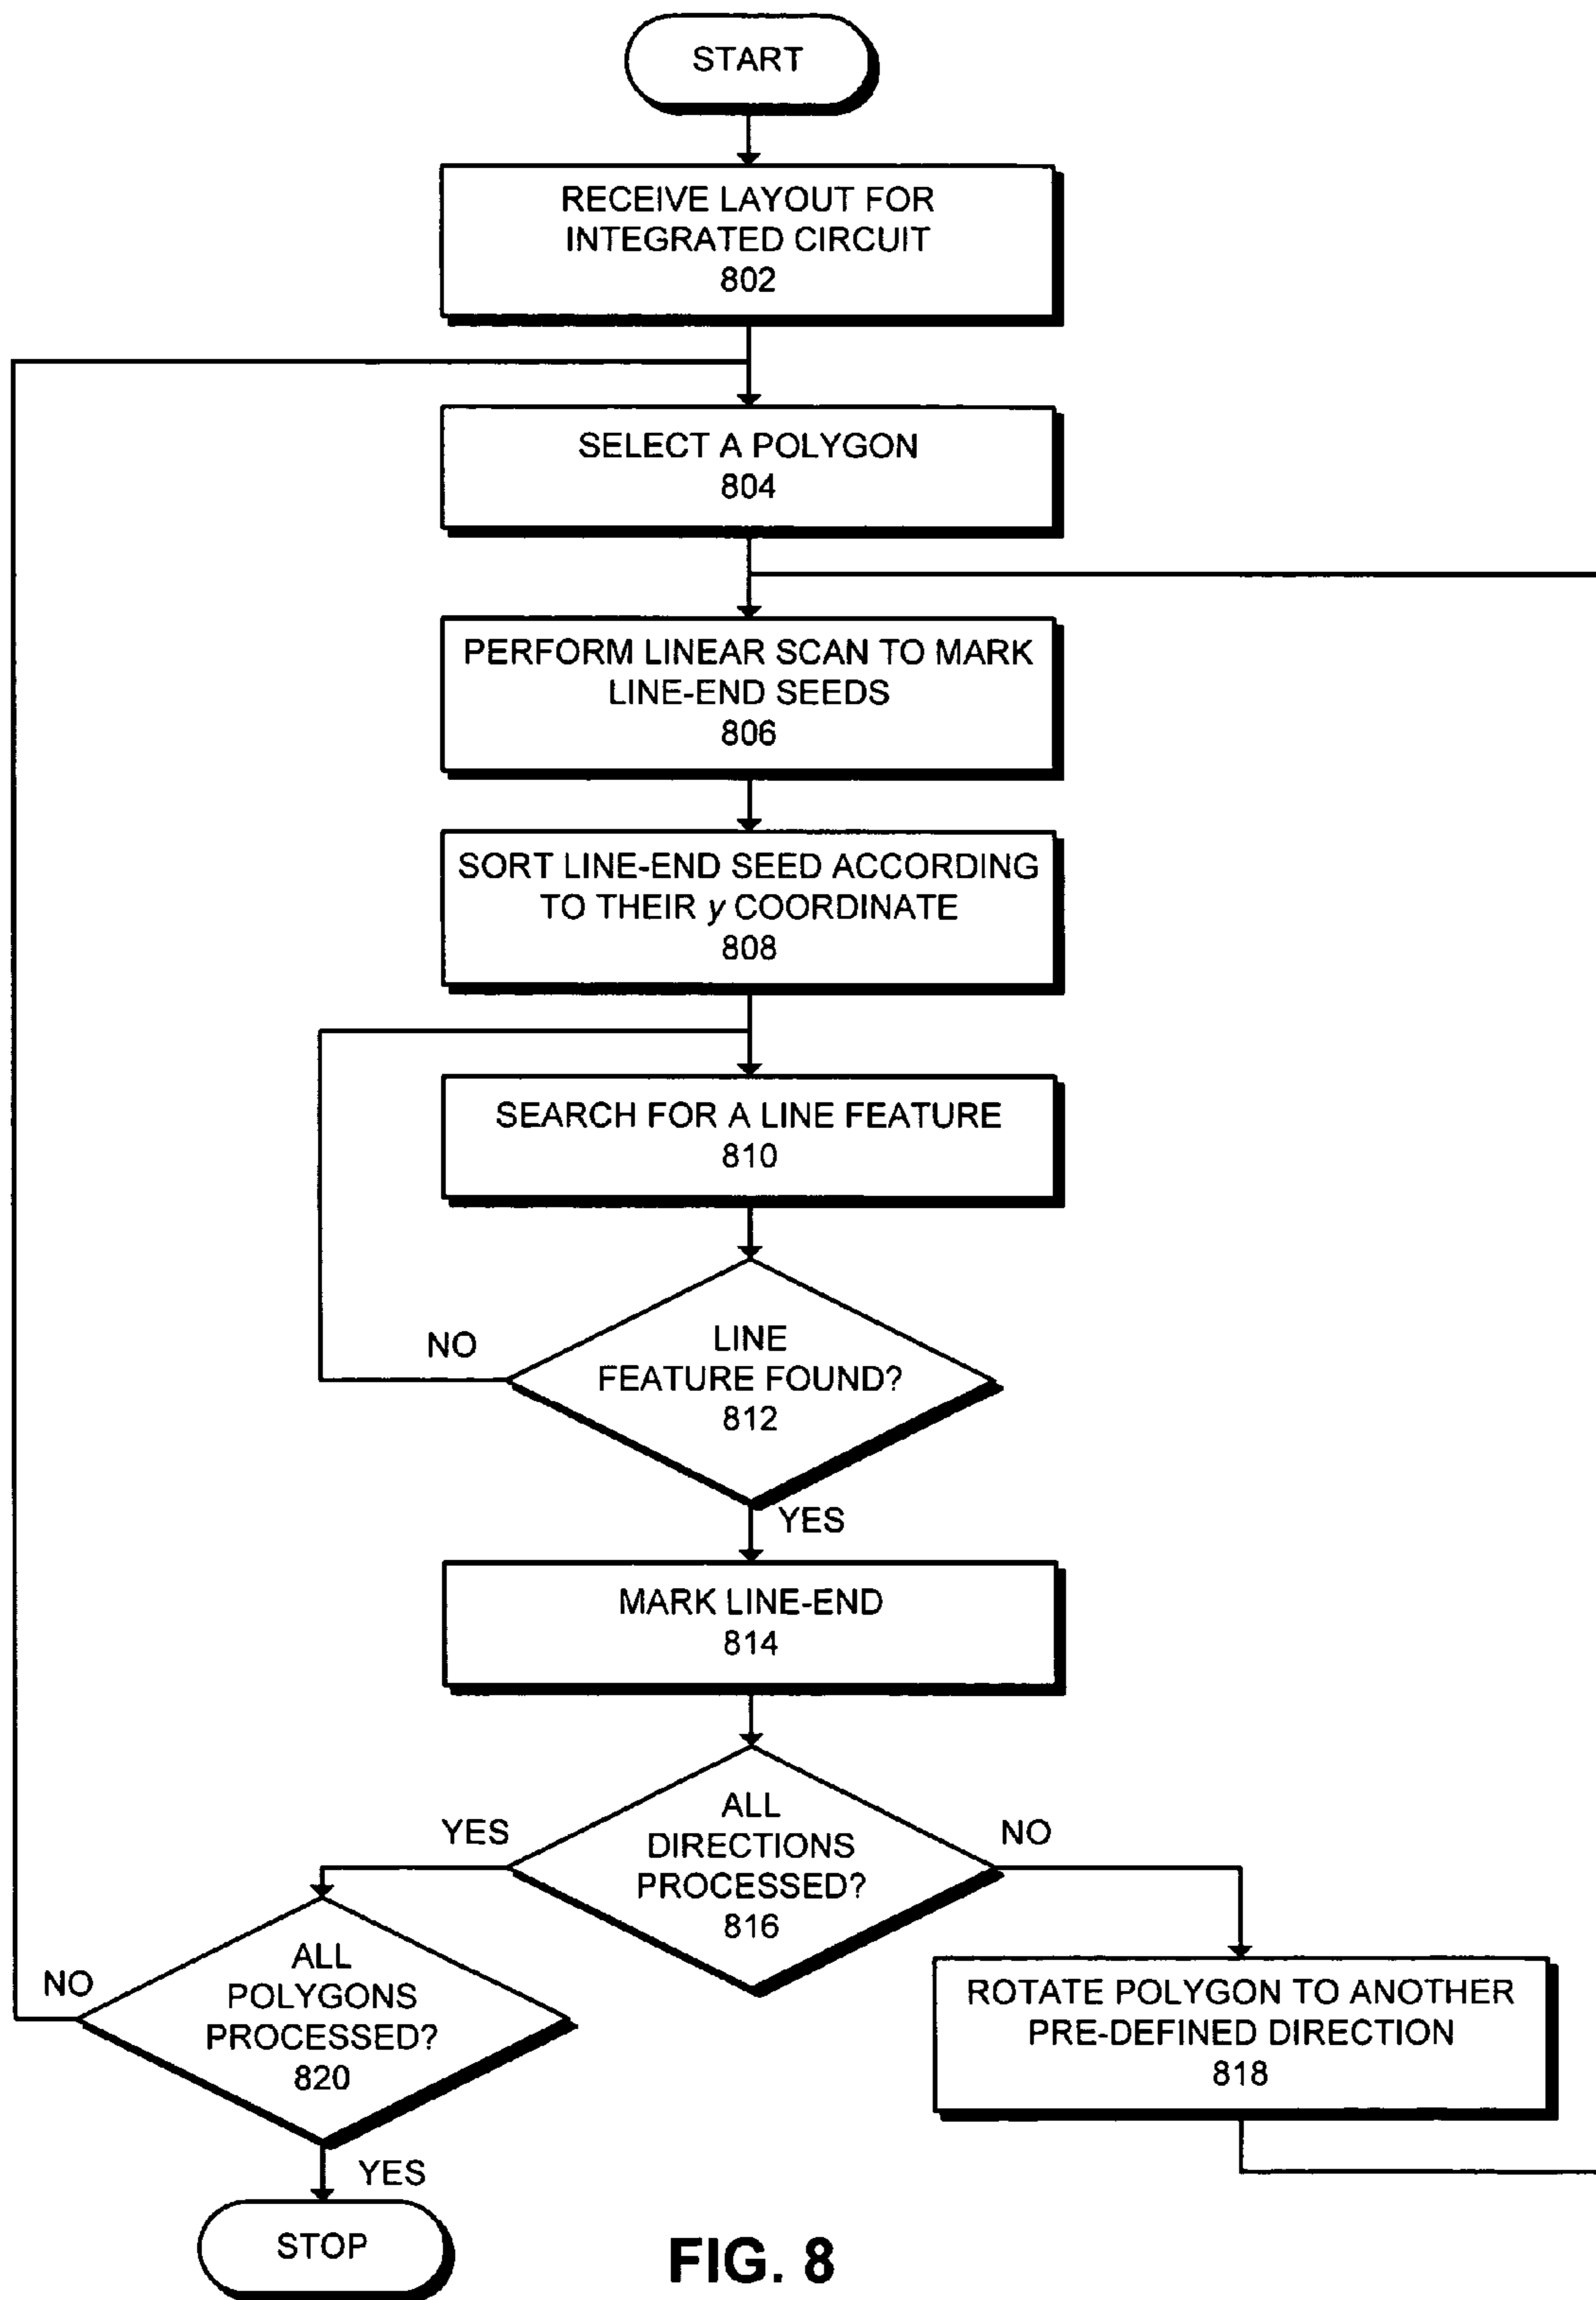 START
RECEIVE LAYOUT FOR
INTEGRATED CIRCUIT
802
SELECT A POLYGON
804
PERFORM LINEAR SCAN TO MARK
LINE-END SEEDS
806
SORT LINE-END SEED ACCORDING
TO THEIR y COORDINATE
808
SEARCH FOR A LINE FEATURE
810
NO
LINE
FEATURE FOUND?
812
YES
MARK LINE-END
814
YES
ALL
DIRECTIONS
PROCESSED?
816
NO
NO
ALL
POLYGONS
PROCESSED?
820
ROTATE POLYGON TO ANOTHER
PRE-DEFINED DIRECTION
818
YES
STOP
FIG. 8